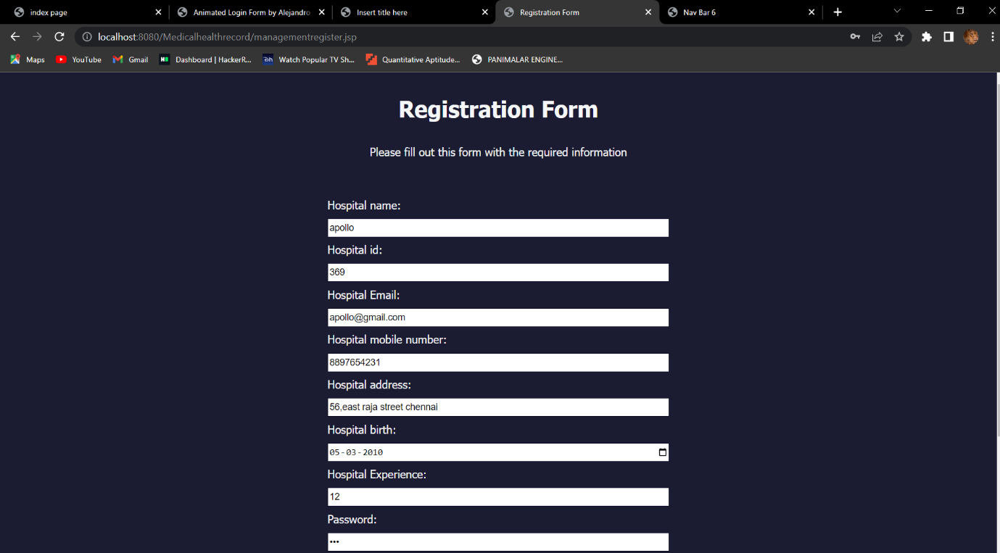 index page
Animated Login Form by Alejandro
Insert title here
Registration Form
Nav Bar 6
localhost:8080/Medicalhealthrecord/managementregister.jsp
Maps
YouTube
Gmail
Dashboard | HackerR...
Watch Popular TV Sh...
Quantitative Aptitude...
PANIMALAR ENGINE...
Registration Form
Please fill out this form with the required information
Hospital name:
apollo
Hospital id:
369
Hospital Email:
apollo@gmail.com
Hospital mobile number:
8897654231
Hospital address:
56,east raja street chennai
Hospital birth:
05-03-2010
Hospital Experience:
12
Password:
•••